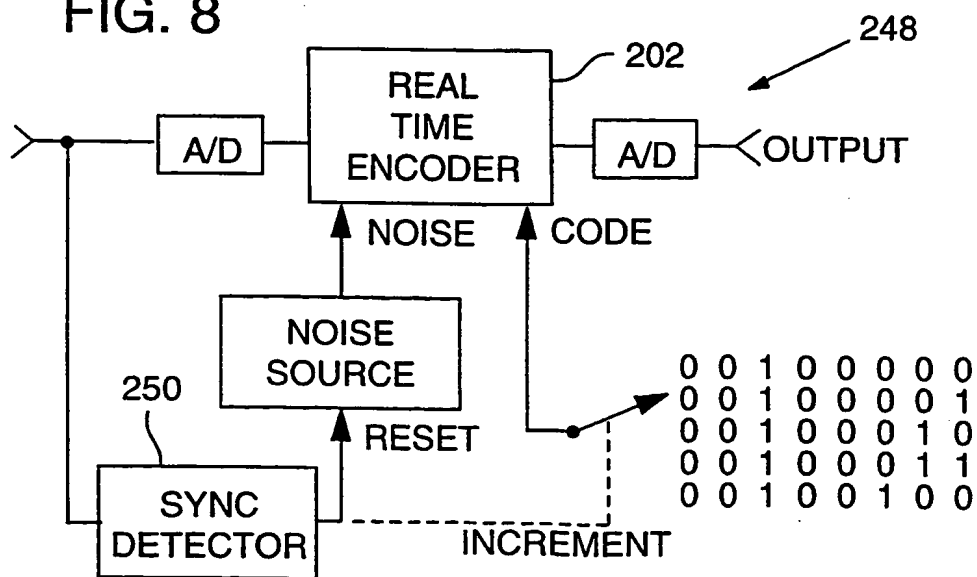 FIG. 8
248
202
REAL
TIME
ENCODER
A/D
A/D
OUTPUT
NOISE
CODE
NOISE
SOURCE
250
RESET
SYNC
DETECTOR
INCREMENT
0 0 1 0 0 0 0 0
0 0 1 0 0 0 0 1
0 0 1 0 0 0 1 0
0 0 1 0 0 0 1 1
0 0 1 0 0 1 0 0